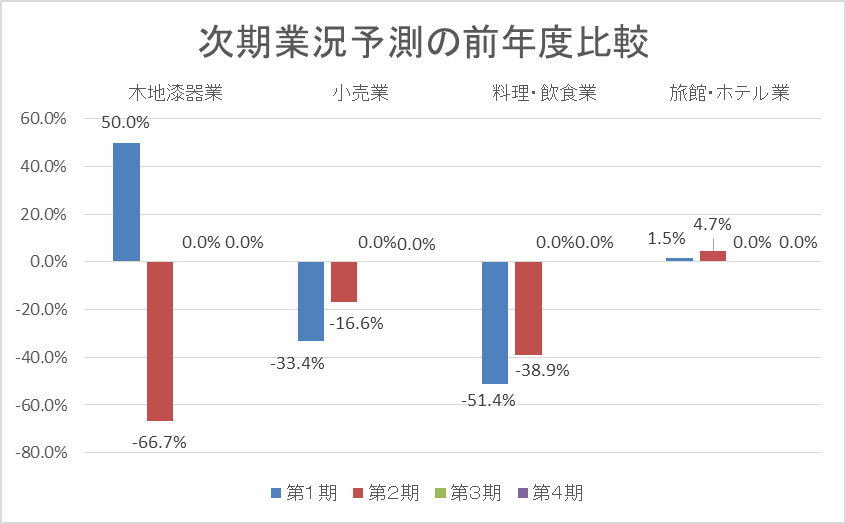 次期業況予測の前年度比較
木地漆器業 小売業 料理・飲食業 旅館・ホテル業
60.0%
40.0%
20.0%
0.0%
-20.0%
-40.0%
-60.0%
-80.0%
50.0% -66.7% 0.0% 0.0%
-33.4% -16.6% 0.0% 0.0%
-51.4% -38.9% 0.0% 0.0%
1.5% 4.7% 0.0% 0.0%
第1期 第2期 第3期 第4期